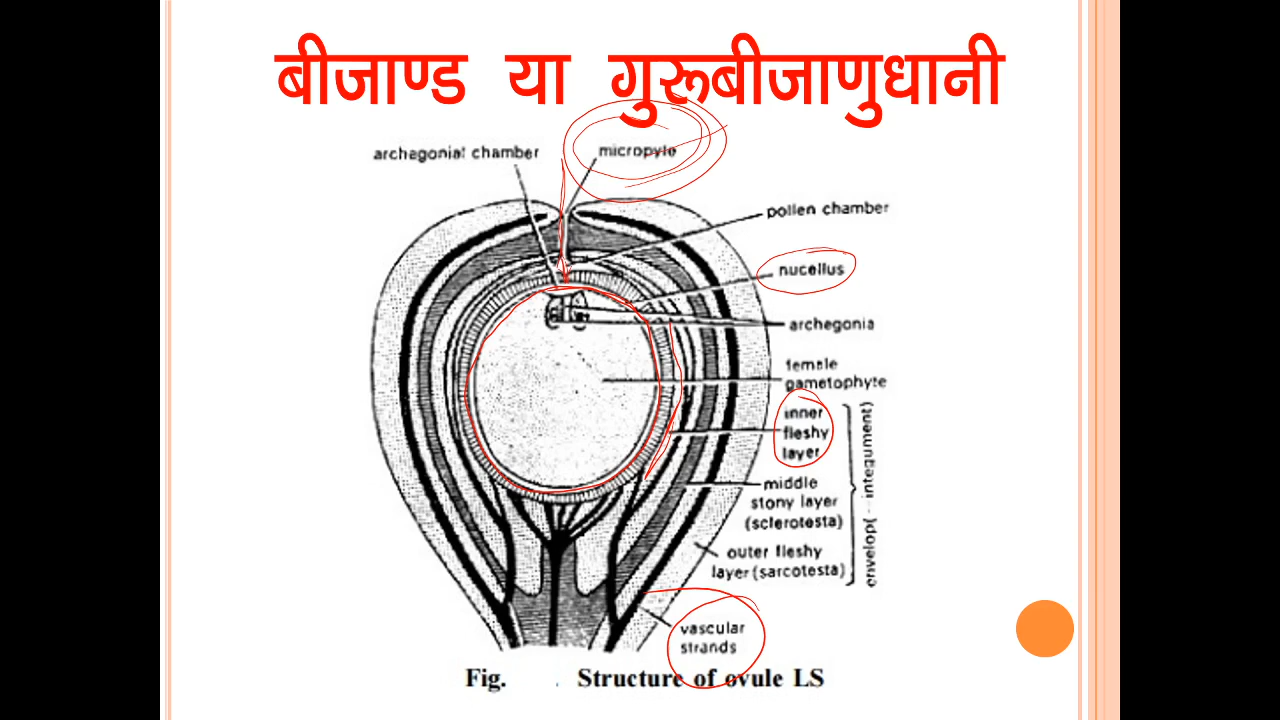 बीजाण्ड या गुरूबीजाणुधानी
archegonial chamber
micropyle
pollen chamber
nucellus
archegonia
female
gametophyte
inner
fleshy
layer
middle
stony layer
(sclerotesta)
outer fleshy
layer (sarcotesta)
integument)
vascular
strands
Fig. Structure of ovule LS